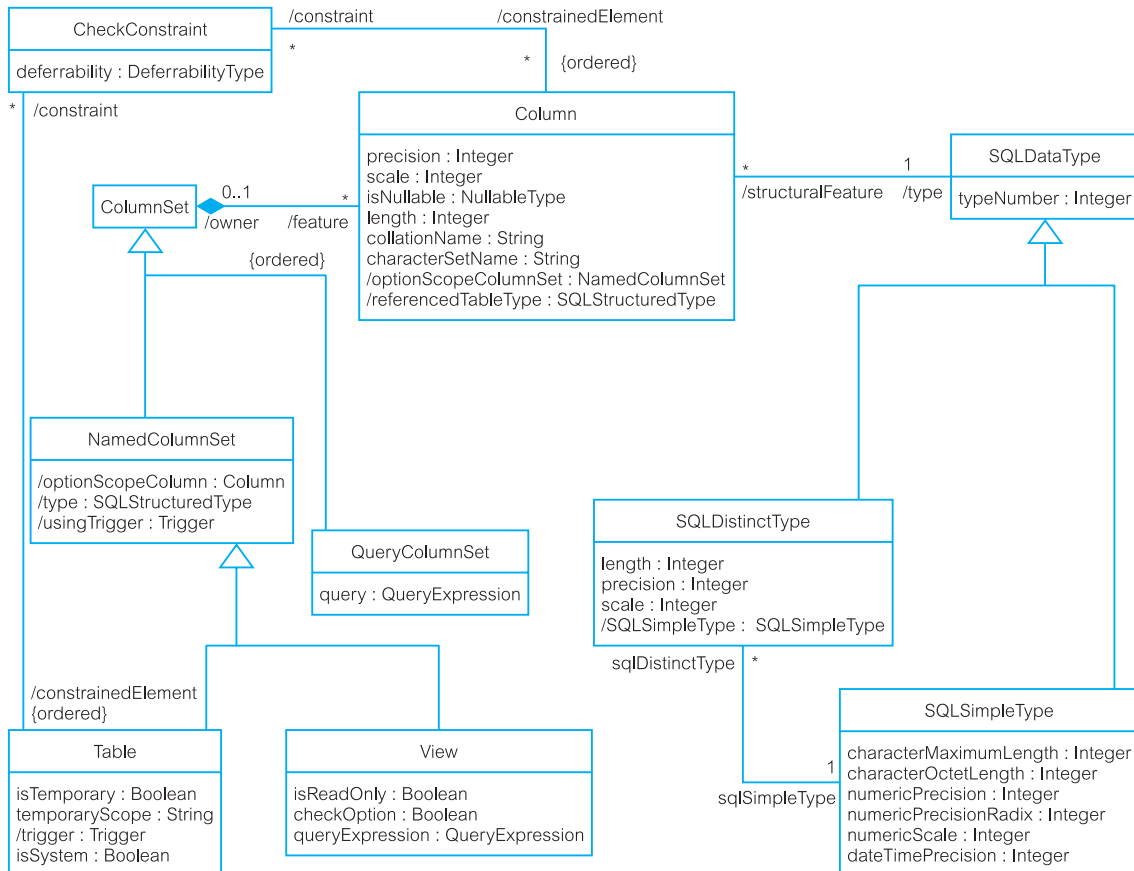 /constraint
/constrainedElement
CheckConstraint
*
deferrability : DeferrabilityType
*
{ordered}
*
/constraint
Column
precision : Integer
scale : Integer
isNullable : NullableType
length : Integer
collationName : String
characterSetName : String
/optionScopeColumnSet : NamedColumnSet
/referencedTableType : SQLStructuredType
*
/structuralFeature
1
/type
SQLDataType
typeNumber : Integer
ColumnSet
0..1
/owner
*
/feature
{ordered}
NamedColumnSet
/optionScopeColumn : Column
/type : SQLStructuredType
/usingTrigger : Trigger
QueryColumnSet
query : QueryExpression
SQLDistinctType
length : Integer
precision : Integer
scale : Integer
/SQLSimpleType : SQLSimpleType
sqlDistinctType
*
/constrainedElement
{ordered}
Table
isTemporary : Boolean
temporaryScope : String
/trigger : Trigger
isSystem : Boolean
View
isReadOnly : Boolean
checkOption : Boolean
queryExpression : QueryExpression
1
sqlSimpleType
SQLSimpleType
characterMaximumLength : Integer
characterOctetLength : Integer
numericPrecision : Integer
numericPrecisionRadix : Integer
numericScale : Integer
dateTimePrecision : Integer